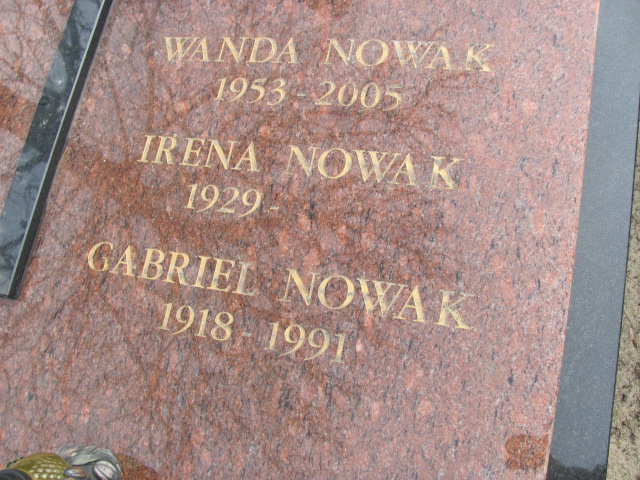 WANDA NOWAK
1953 - 2005
IRENA NOWAK
1929 -
GABRIEL NOWAK
1918 - 1991